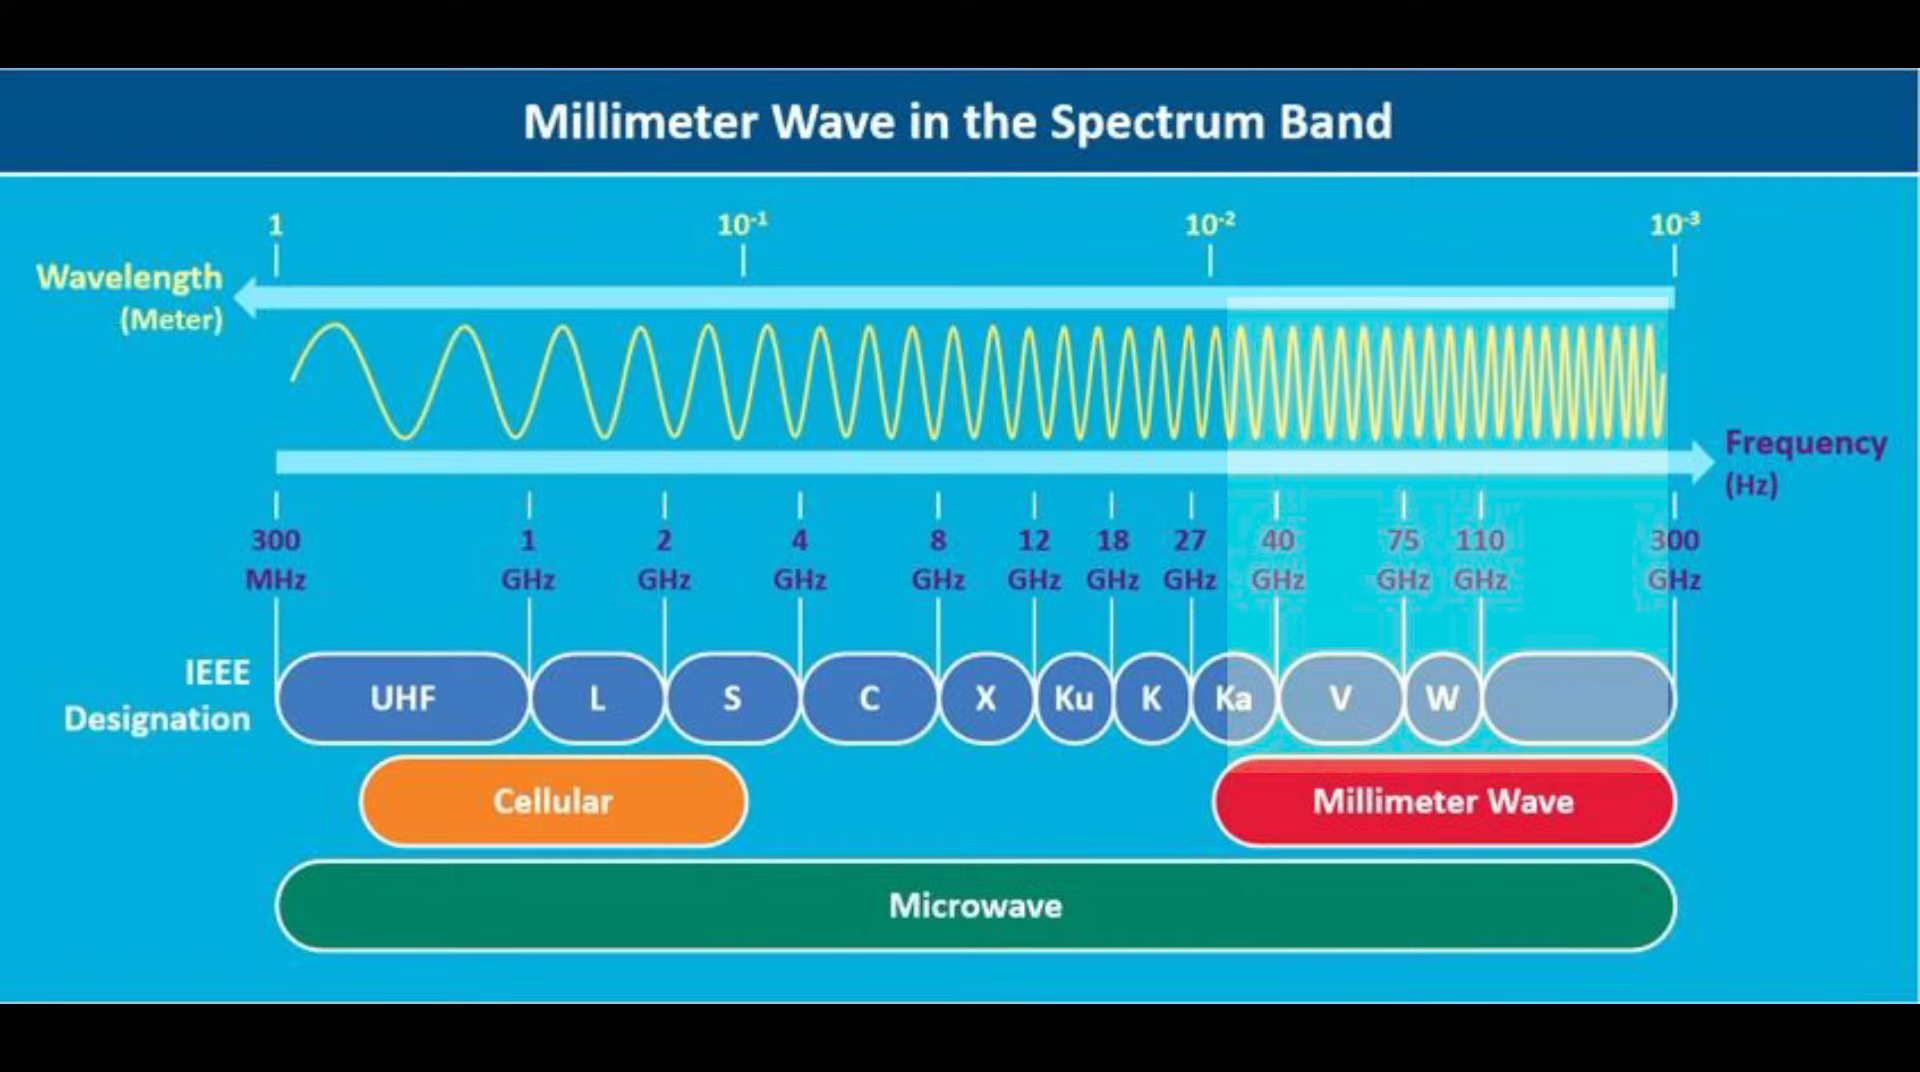 Millimeter Wave in the Spectrum Band
1 10⁻¹ 10⁻² 10⁻³
Wavelength
(Meter)
Frequency
(Hz)
300 1 2 4 8 12 18 27 40 75 110 300
MHz GHz GHz GHz GHz GHz GHz GHz GHz GHz GHz GHz
IEEE
Designation
UHF L S C X Ku K Ka V W
Cellular Millimeter Wave
Microwave